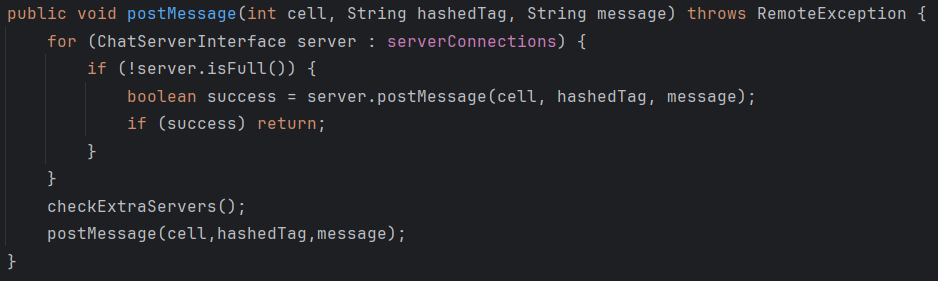 public void postMessage(int cell, String hashedTag, String message) throws RemoteException {
    for (ChatServerInterface server : serverConnections) {
        if (!server.isFull()) {
            boolean success = server.postMessage(cell, hashedTag, message);
            if (success) return;
        }
    }
    checkExtraServers();
    postMessage(cell,hashedTag,message);
}